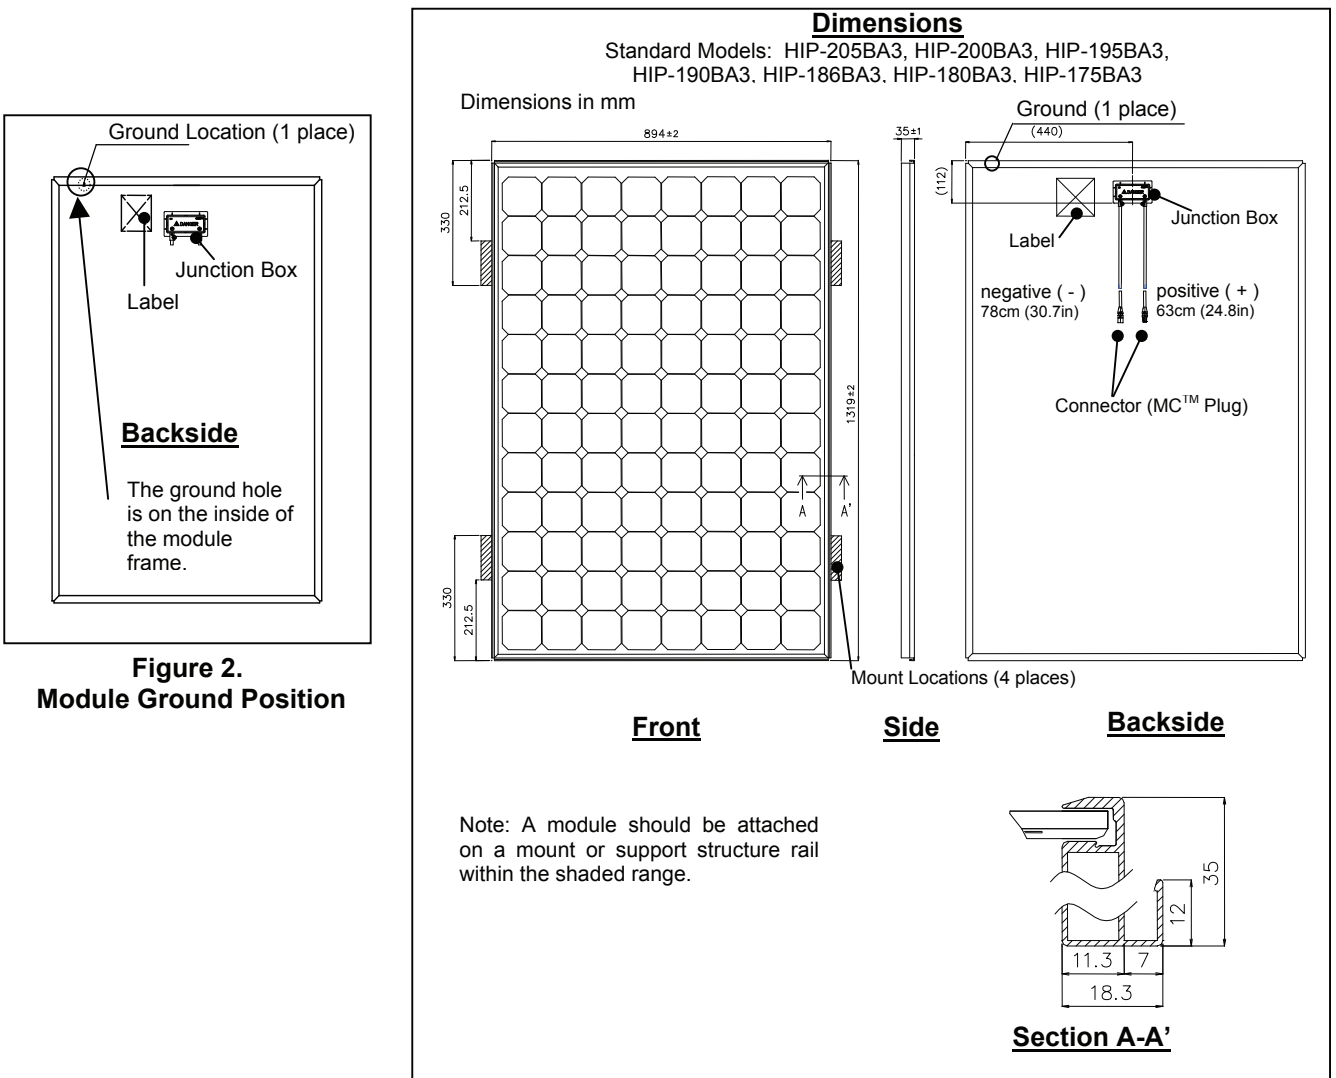 Ground Location (1 place)
Label
Junction Box
⚠ DANGER
Backside
The ground hole
is on the inside of
the module
frame.
Figure 2.
Module Ground Position
Dimensions
Standard Models: HIP-205BA3, HIP-200BA3, HIP-195BA3,
HIP-190BA3, HIP-186BA3, HIP-180BA3, HIP-175BA3
Dimensions in mm
894±2
330
212.5
1319±2
A A'
330
212.5
Mount Locations (4 places)
Front
35±1
Side
Ground (1 place)
(440)
(112)
⚠ DANGER
Junction Box
Label
negative ( - )
78cm (30.7in)
positive ( + )
63cm (24.8in)
Connector (MC™ Plug)
Backside
Note: A module should be attached
on a mount or support structure rail
within the shaded range.
35
12
11.3 7
18.3
Section A-A’